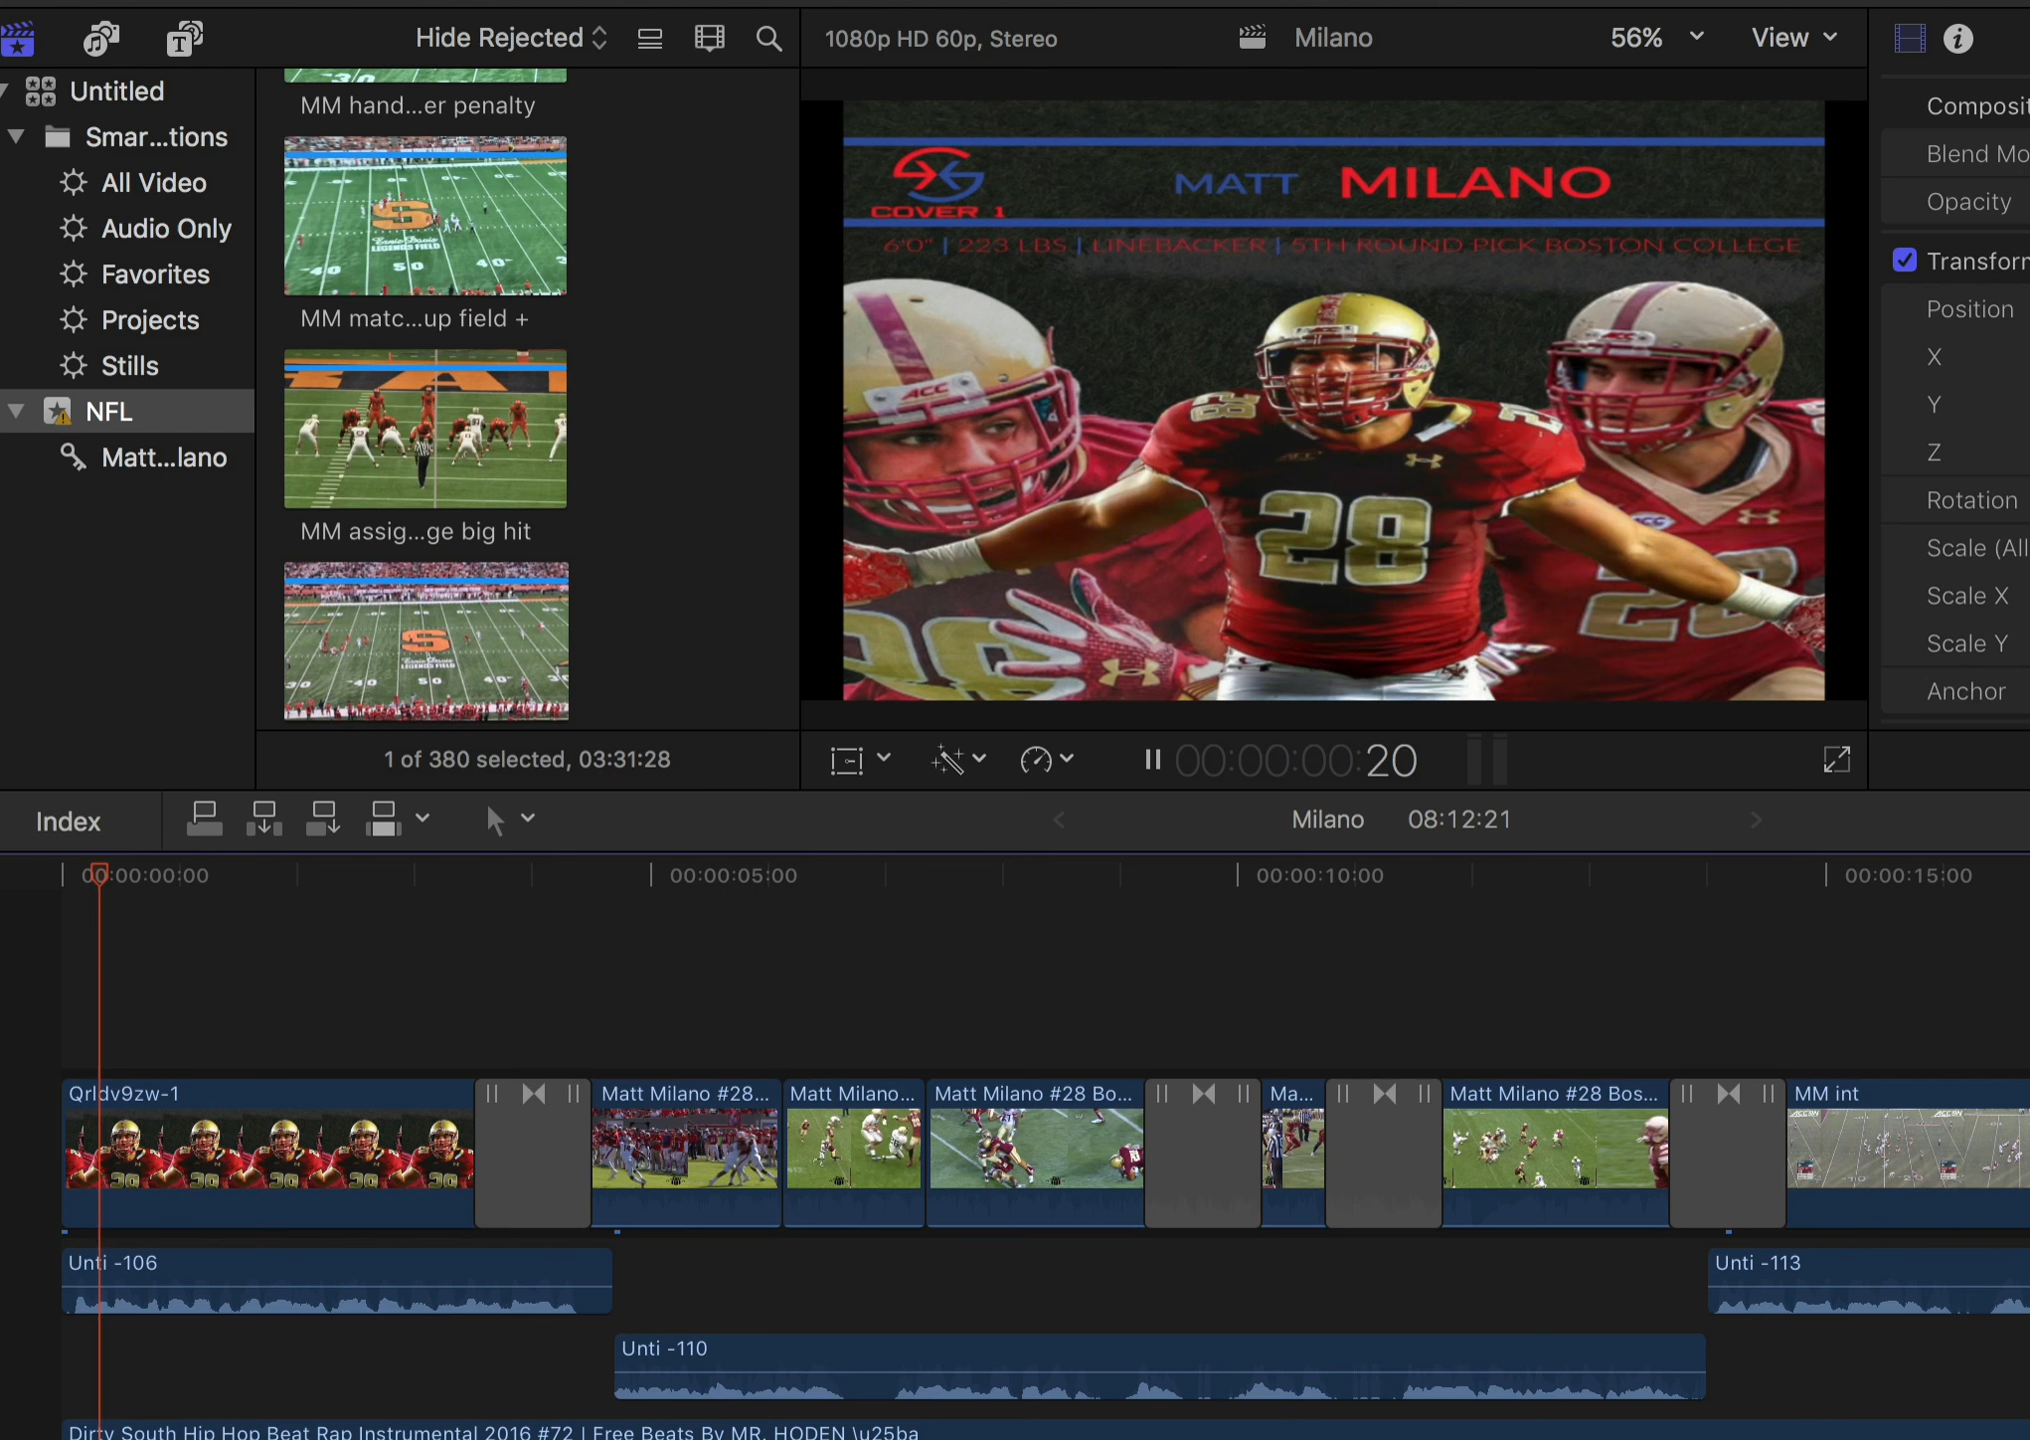 Hide Rejected
1080p HD 60p, Stereo
Milano
56%
View
Untitled
Smar...tions
All Video
Audio Only
Favorites
Projects
Stills
NFL
Matt...lano
MM hand...er penalty
MM matc...up field +
MM assig...ge big hit
1 of 380 selected, 03:31:28
COVER 1
MATT MILANO
6'0" | 223 LBS | LINEBACKER | 5TH ROUND PICK BOSTON COLLEGE
ACC
28
Composit
Blend Mo
Opacity
Transform
Position
X
Y
Z
Rotation
Scale (All
Scale X
Scale Y
Anchor
00:00:00:20
Index
Milano 08:12:21
00:00:00:00
00:00:05:00
00:00:10:00
00:00:15:00
Qrldv9zw-1
Matt Milano #28...
Matt Milano...
Matt Milano #28 Bo...
Ma...
Matt Milano #28 Bos...
MM int
Unti -106
Unti -113
Unti -110
Dirty South Hip Hop Beat Rap Instrumental 2016 #72 | Free Beats By MR. HODEN \u25ba